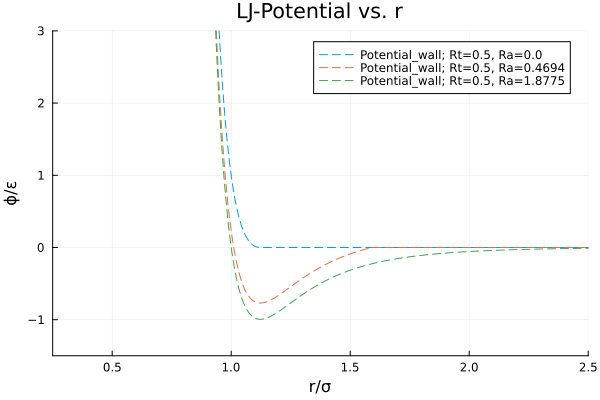 LJ-Potential vs. r
3
2
1
0
−1
ϕ/ε
Potential_wall; Rt=0.5, Ra=0.0
Potential_wall; Rt=0.5, Ra=0.4694
Potential_wall; Rt=0.5, Ra=1.8775
0.5 1.0 1.5 2.0 2.5
r/σ